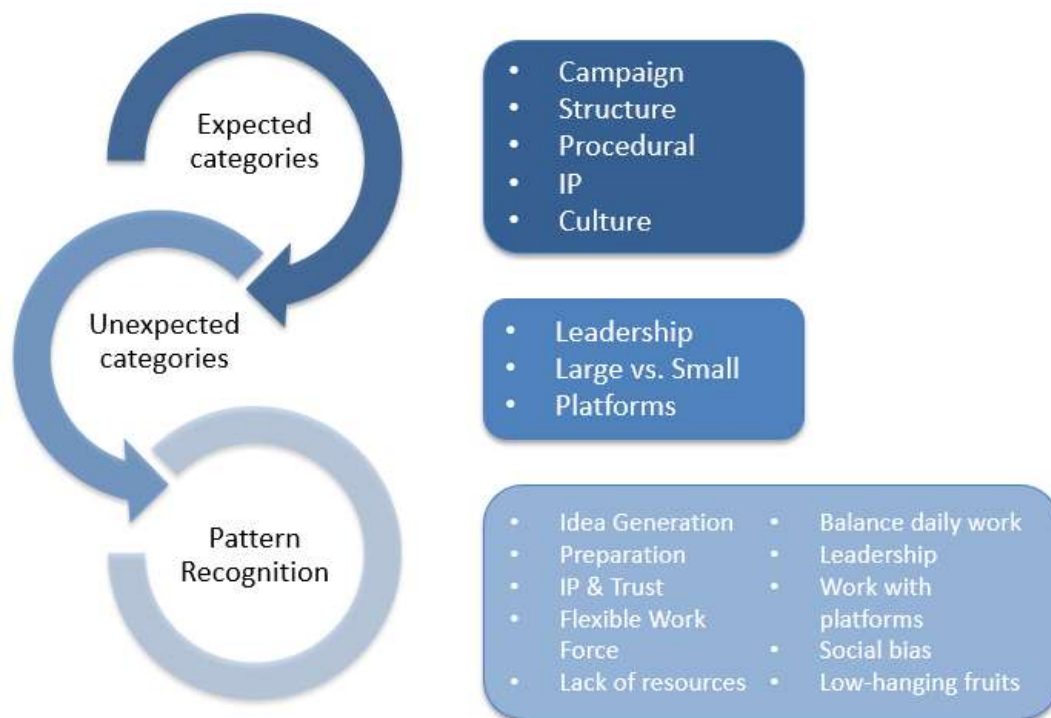 Expected
categories
• Campaign
• Structure
• Procedural
• IP
• Culture
Unexpected
categories
• Leadership
• Large vs. Small
• Platforms
Pattern
Recognition
• Idea Generation
• Preparation
• IP & Trust
• Flexible Work
Force
• Lack of resources
• Balance daily work
• Leadership
• Work with
platforms
• Social bias
• Low-hanging fruits